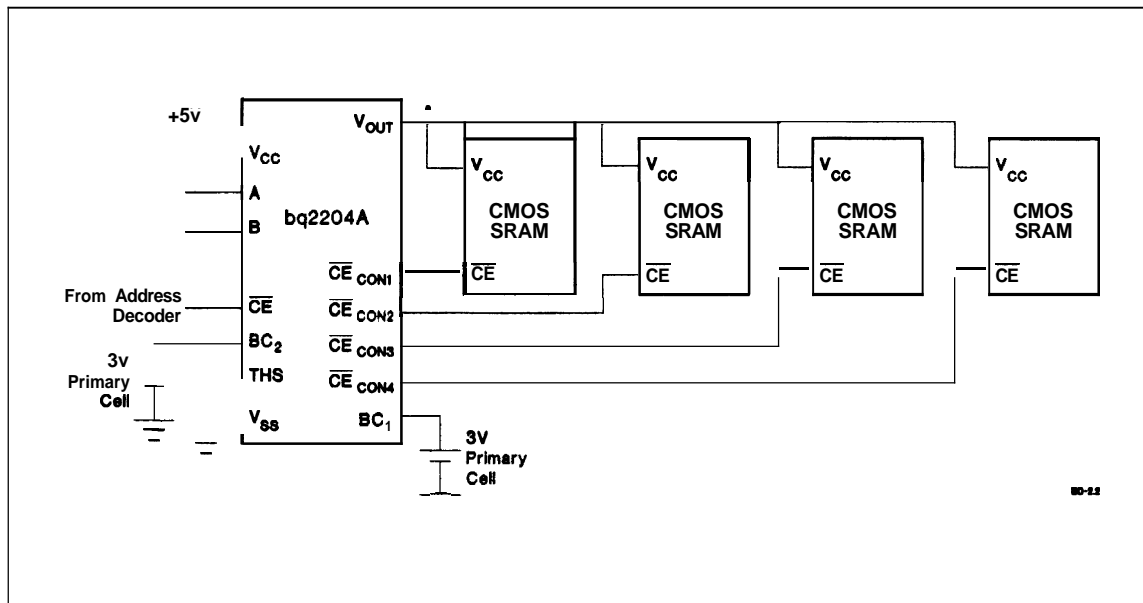 +5v
VOUT
VCC
A
B
bq2204A
CECON1
From Address
Decoder
CE
CECON2
BC2
CECON3
3v
Primary
Cell
THS
CECON4
VSS
BC1
3V
Primary
Cell
VCC
CMOS
SRAM
CE
VCC
CMOS
SRAM
CE
VCC
CMOS
SRAM
CE
VCC
CMOS
SRAM
CE